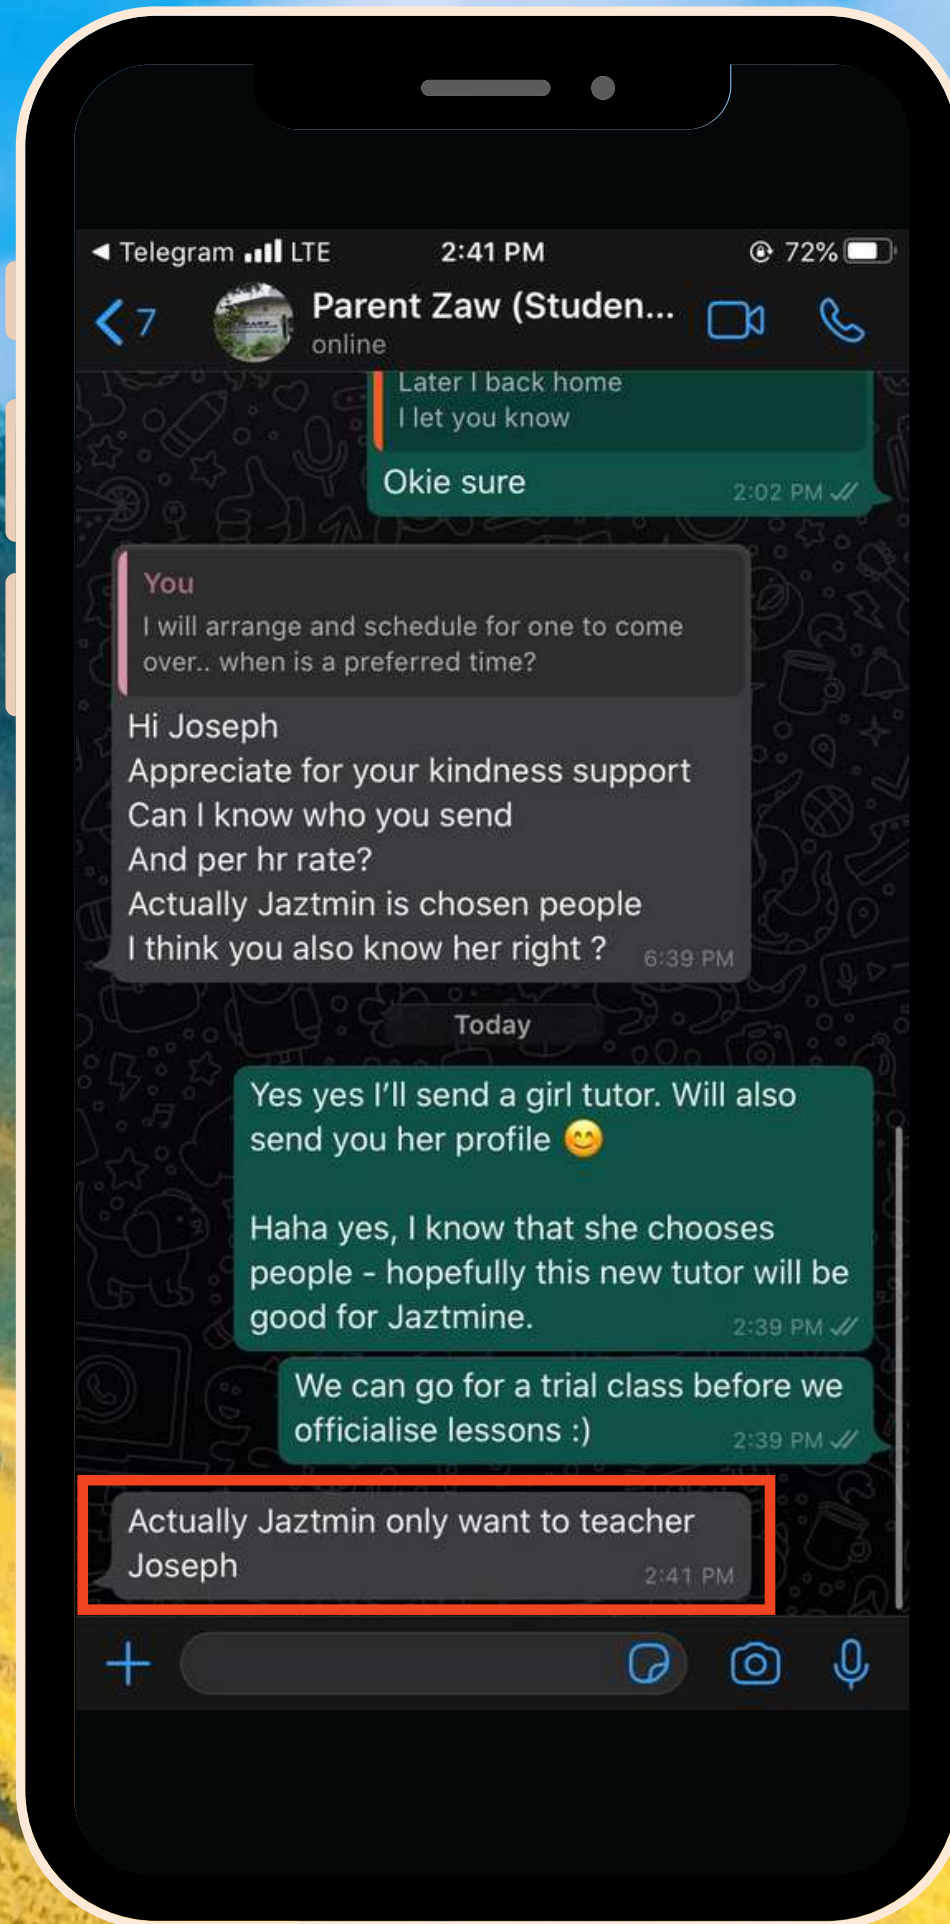 ◀ Telegram LTE 2:41 PM 72%
7 Parent Zaw (Studen...
online
Later I back home
I let you know
Okie sure
2:02 PM
You
I will arrange and schedule for one to come
over.. when is a preferred time?
Hi Joseph
Appreciate for your kindness support
Can I know who you send
And per hr rate?
Actually Jaztmin is chosen people
I think you also know her right ?
6:39 PM
Today
Yes yes I’ll send a girl tutor. Will also
send you her profile 😊
Haha yes, I know that she chooses
people - hopefully this new tutor will be
good for Jaztmine.
2:39 PM
We can go for a trial class before we
officialise lessons :)
2:39 PM
Actually Jaztmin only want to teacher
Joseph
2:41 PM